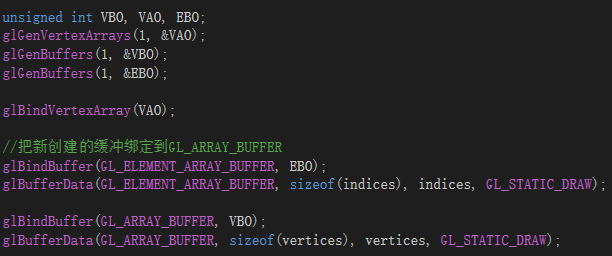 unsigned int VBO, VAO, EBO;
glGenVertexArrays(1, &VAO);
glGenBuffers(1, &VBO);
glGenBuffers(1, &EBO);
glBindVertexArray(VAO);
//把新创建的缓冲绑定到GL_ARRAY_BUFFER
glBindBuffer(GL_ELEMENT_ARRAY_BUFFER, EBO);
glBufferData(GL_ELEMENT_ARRAY_BUFFER, sizeof(indices), indices, GL_STATIC_DRAW);
glBindBuffer(GL_ARRAY_BUFFER, VBO);
glBufferData(GL_ARRAY_BUFFER, sizeof(vertices), vertices, GL_STATIC_DRAW);